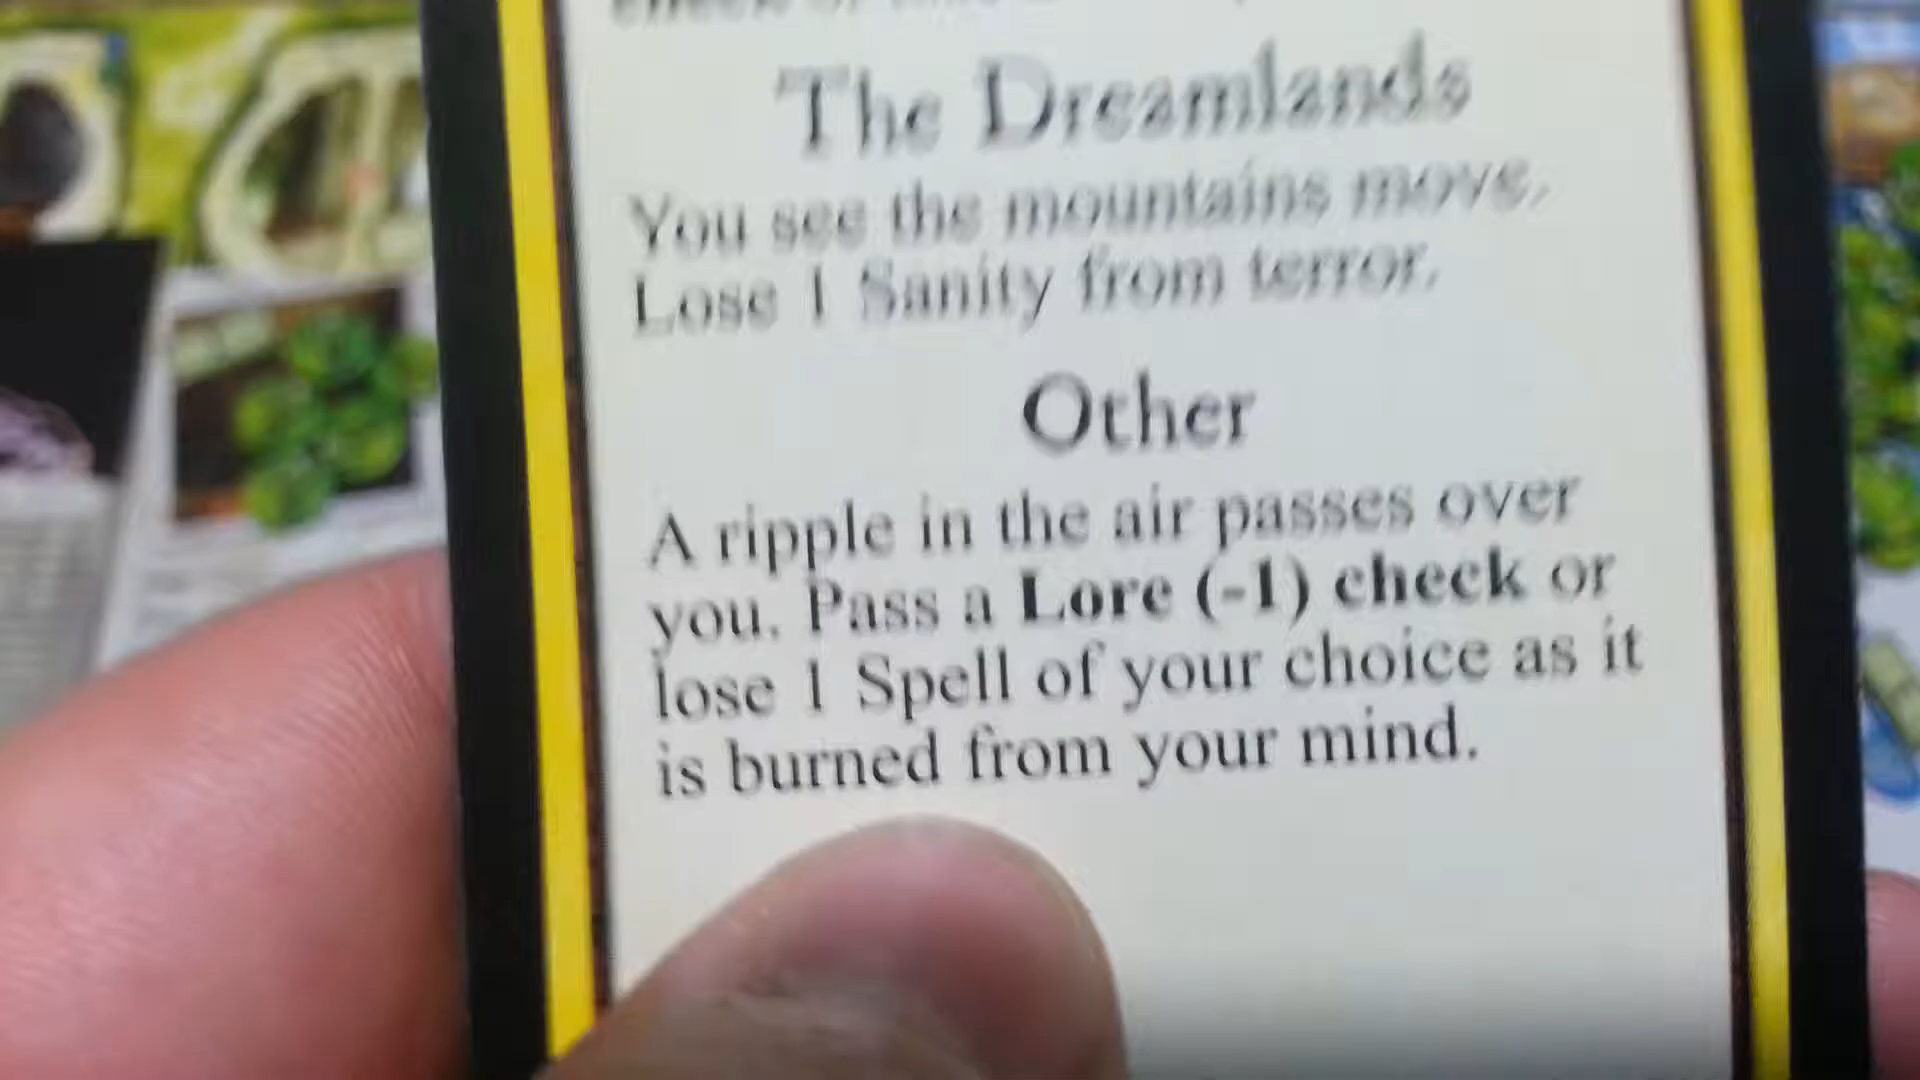 The Dreamlands
You see the mountains move.
Lose 1 Sanity from terror.
Other
A ripple in the air passes over
you. Pass a Lore (-1) check or
lose 1 Spell of your choice as it
is burned from your mind.